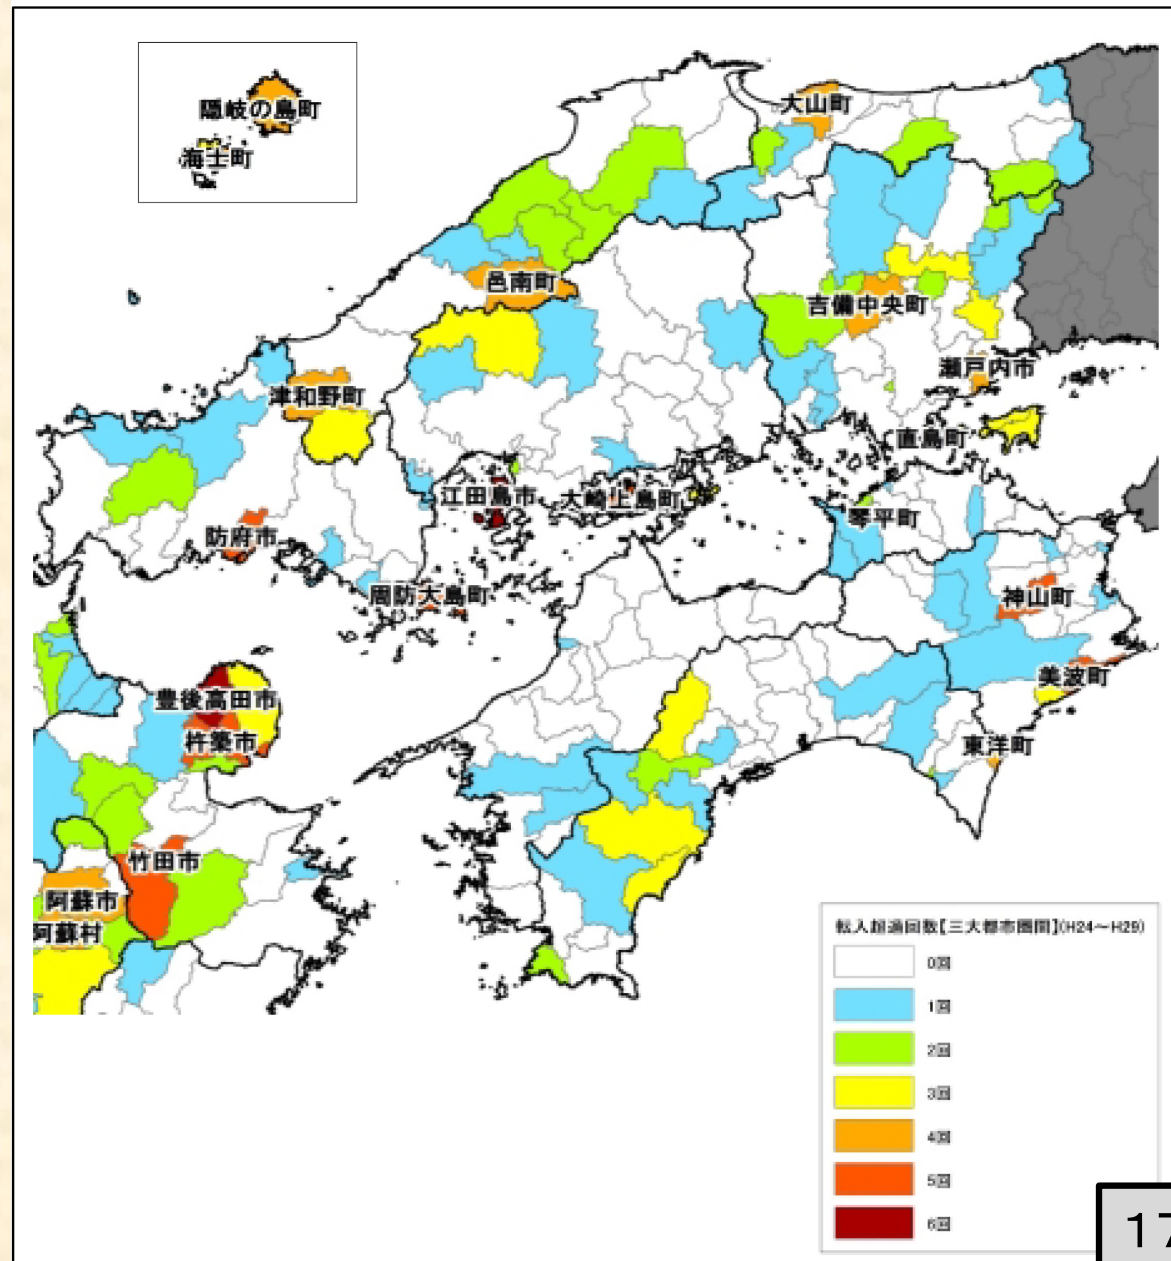 隠岐の島町
海士町
大山町
邑南町
吉備中央町
瀬戸内市
津和野町
直島町
江田島市
大崎上島町
琴平町
防府市
周防大島町
神山町
美波町
豊後高田市
杵築市
東洋町
竹田市
阿蘇市
阿蘇村
転入超過回数【三大都市圏間】(H24～H29)
0回
1回
2回
3回
4回
5回
6回
17